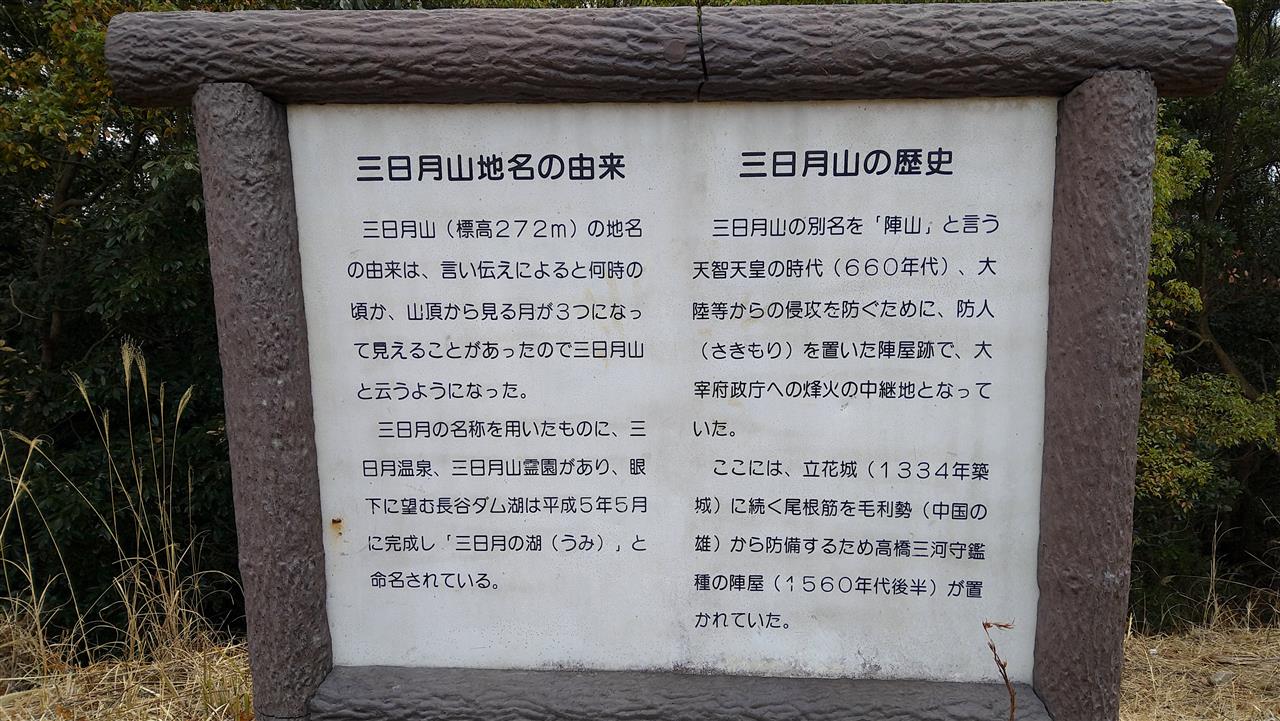 三日月山地名の由来
三日月山（標高２７２ｍ）の地名
の由来は、言い伝えによると何時の
頃か、山頂から見る月が３つになっ
て見えることがあったので三日月山
と云うようになった。
三日月の名称を用いたものに、三
日月温泉、三日月山霊園があり、眼
下に望む長谷ダム湖は平成５年５月
に完成し「三日月の湖（うみ）」と
命名されている。
三日月山の歴史
三日月山の別名を「陣山」と言う
天智天皇の時代（６６０年代）、大
陸等からの侵攻を防ぐために、防人
（さきもり）を置いた陣屋跡で、大
宰府政庁への烽火の中継地となって
いた。
ここには、立花城（１３３４年築
城）に続く尾根筋を毛利勢（中国の
雄）から防備するため高橋三河守鑑
種の陣屋（１５６０年代後半）が置
かれていた。